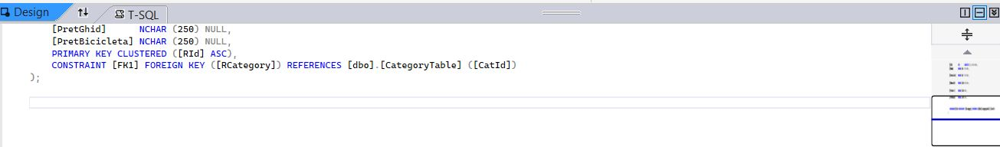 Design
T-SQL
[PretGhid] NCHAR (250) NULL,
[PretBicicleta] NCHAR (250) NULL,
PRIMARY KEY CLUSTERED ([RId] ASC),
CONSTRAINT [FK1] FOREIGN KEY ([RCategory]) REFERENCES [dbo].[CategoryTable] ([CatId])
);